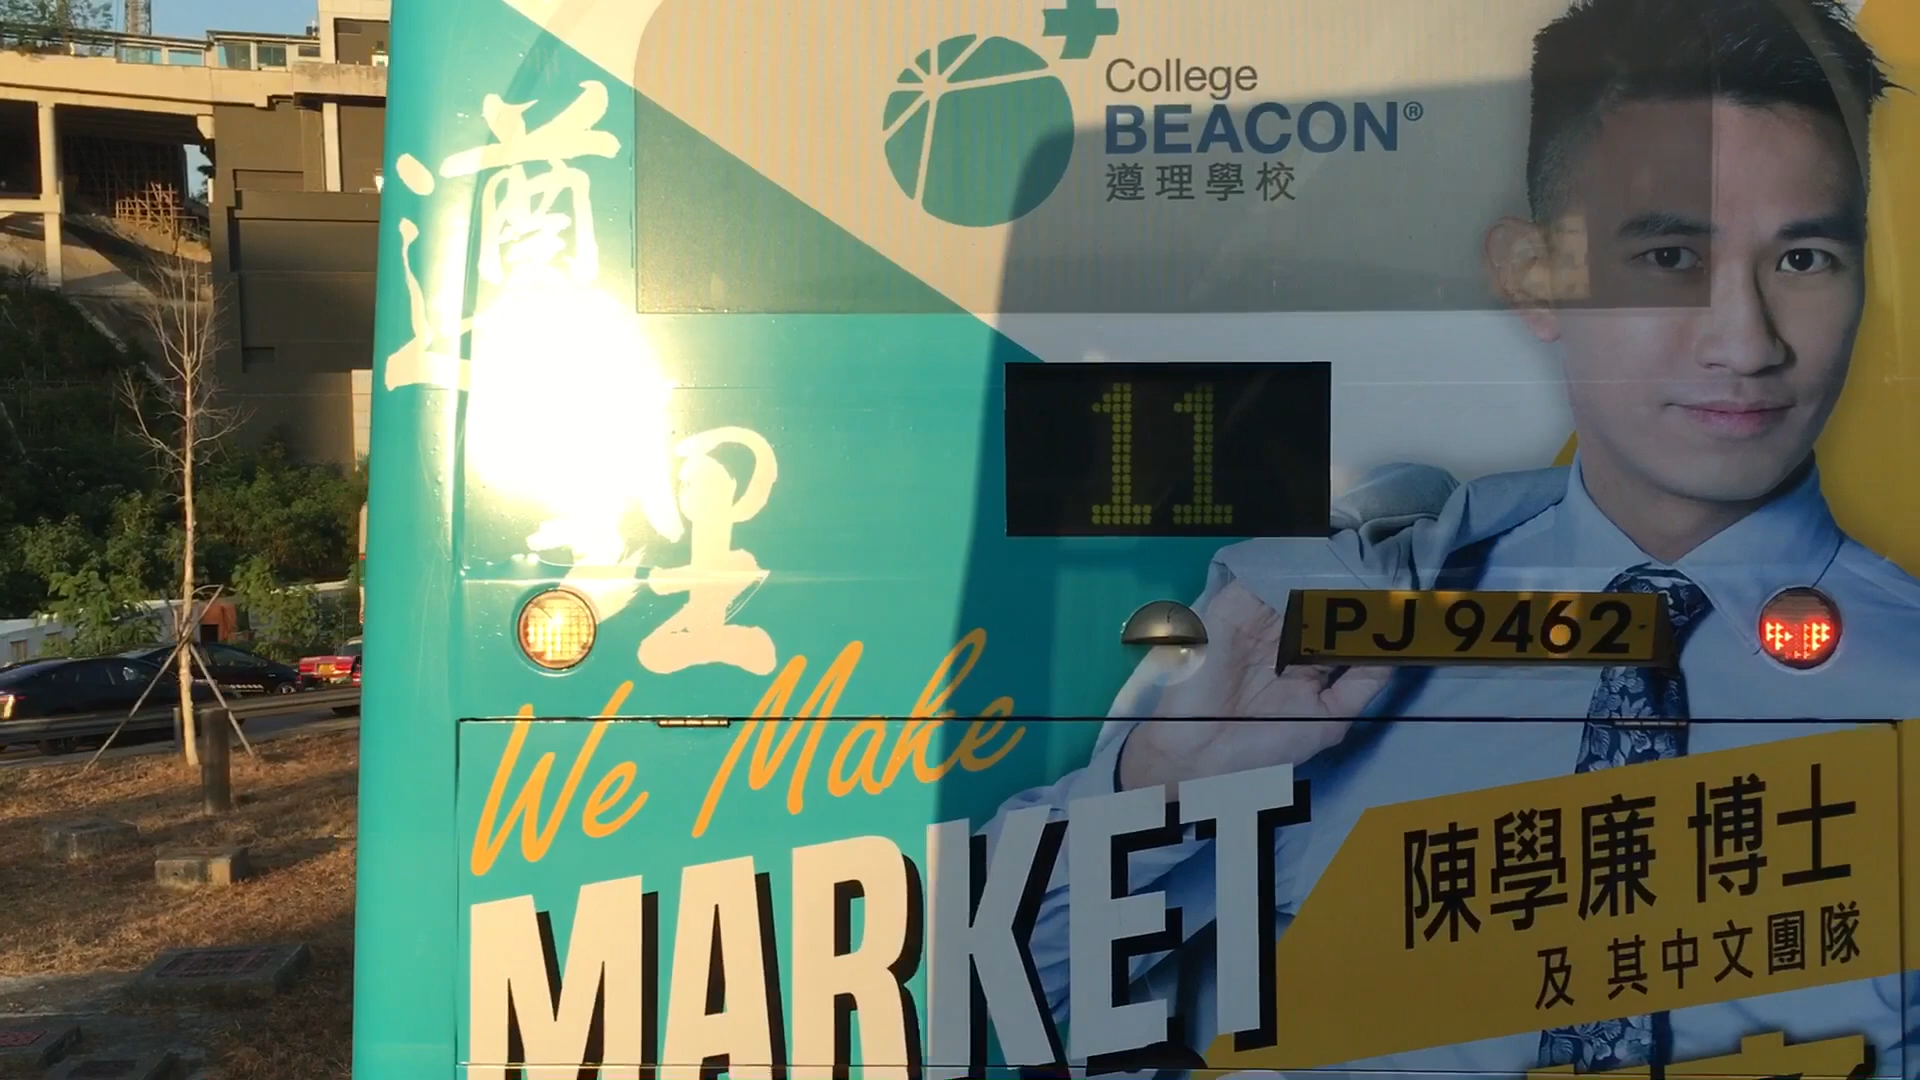 College
BEACON®
遵理學校
遵理
11
PJ 9462
We Make
MARKET
陳學廉 博士
及其中文團隊